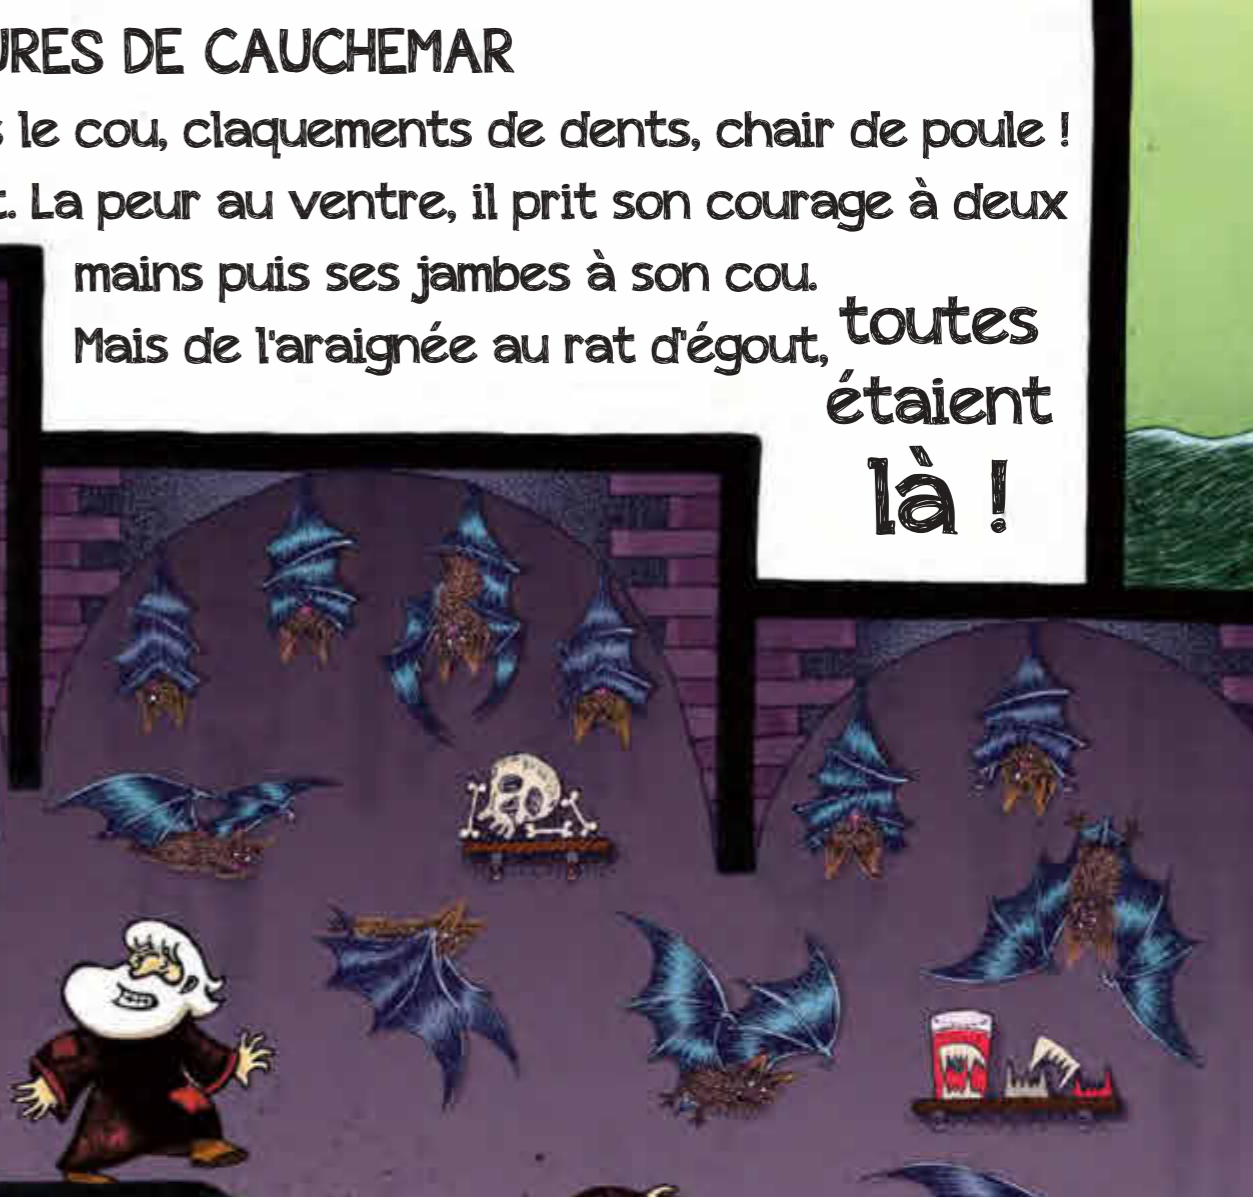 URES DE CAUCHEMAR
s le cou, claquements de dents, chair de poule !
t. La peur au ventre, il prit son courage à deux
mains puis ses jambes à son cou.
Mais de l'araignée au rat d'égout, toutes
étaient
là !